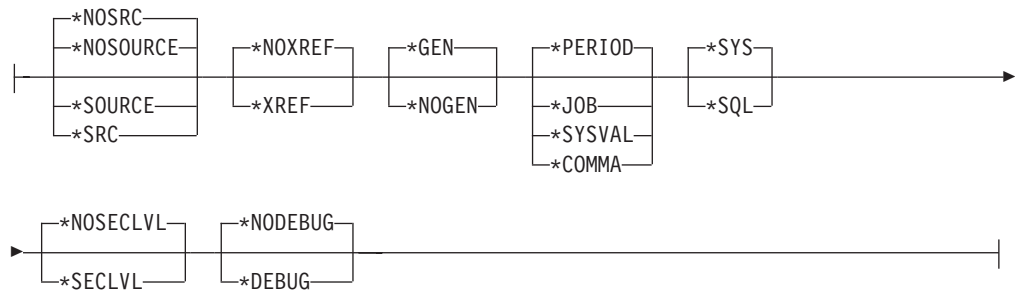 *NOSRC
*NOSOURCE *NOXREF *GEN *PERIOD *SYS
*SOURCE *XREF *NOGEN *JOB *SQL
*SRC *SYSVAL
*COMMA
*NOSECLVL *NODEBUG
*SECLVL *DEBUG